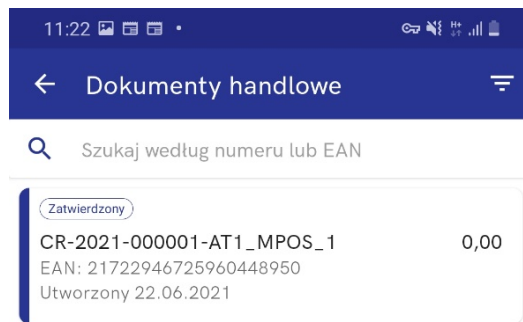 11:22
Dokumenty handlowe
Szukaj według numeru lub EAN
Zatwierdzony
CR-2021-000001-AT1_MPOS_1 0,00
EAN: 21722946725960448950
Utworzony 22.06.2021